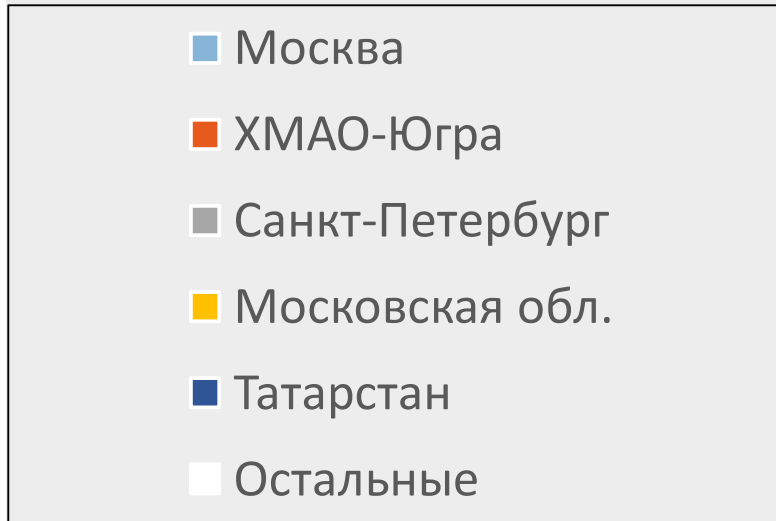 Москва
ХМАО-Югра
Санкт-Петербург
Московская обл.
Татарстан
Остальные